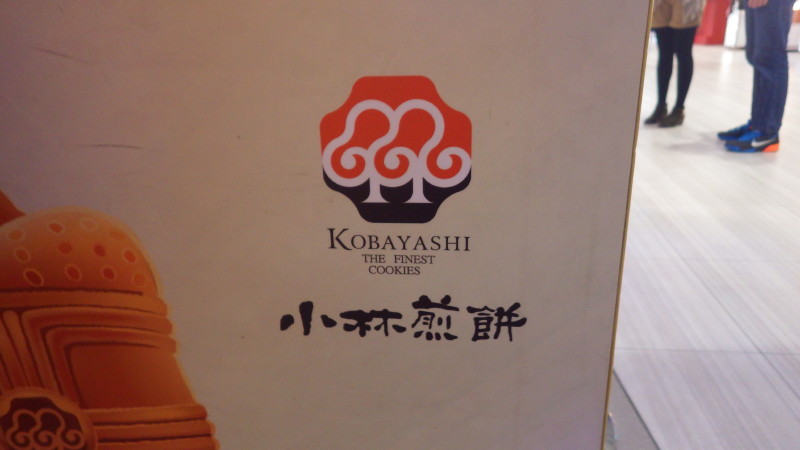 KOBAYASHI
THE FINEST
COOKIES
小林煎餅